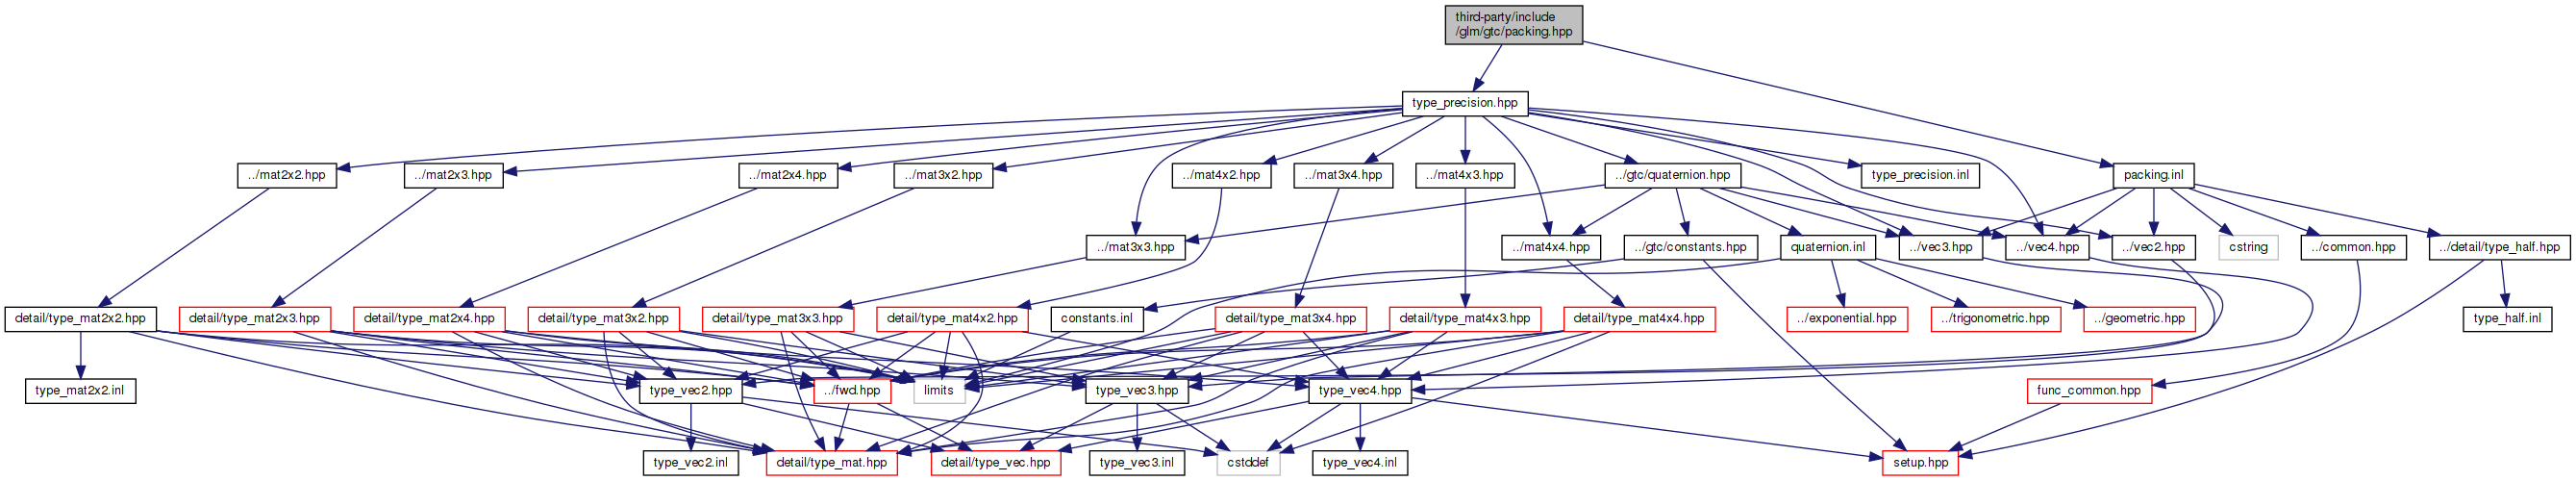 third-party/include
/glm/gtc/packing.hpp
type_precision.hpp
../mat2x2.hpp
../mat2x3.hpp
../mat2x4.hpp
../mat3x2.hpp
../mat4x2.hpp
../mat3x4.hpp
../mat4x3.hpp
../gtc/quaternion.hpp
type_precision.inl
packing.inl
../mat3x3.hpp
../mat4x4.hpp
../gtc/constants.hpp
quaternion.inl
../vec3.hpp
../vec4.hpp
../vec2.hpp
cstring
../common.hpp
../detail/type_half.hpp
detail/type_mat2x2.hpp
detail/type_mat2x3.hpp
detail/type_mat2x4.hpp
detail/type_mat3x2.hpp
detail/type_mat3x3.hpp
detail/type_mat4x2.hpp
constants.inl
detail/type_mat3x4.hpp
detail/type_mat4x3.hpp
detail/type_mat4x4.hpp
../exponential.hpp
../trigonometric.hpp
../geometric.hpp
type_half.inl
type_mat2x2.inl
type_vec2.hpp
../fwd.hpp
limits
type_vec3.hpp
type_vec4.hpp
func_common.hpp
type_vec2.inl
detail/type_mat.hpp
detail/type_vec.hpp
type_vec3.inl
cstddef
type_vec4.inl
setup.hpp